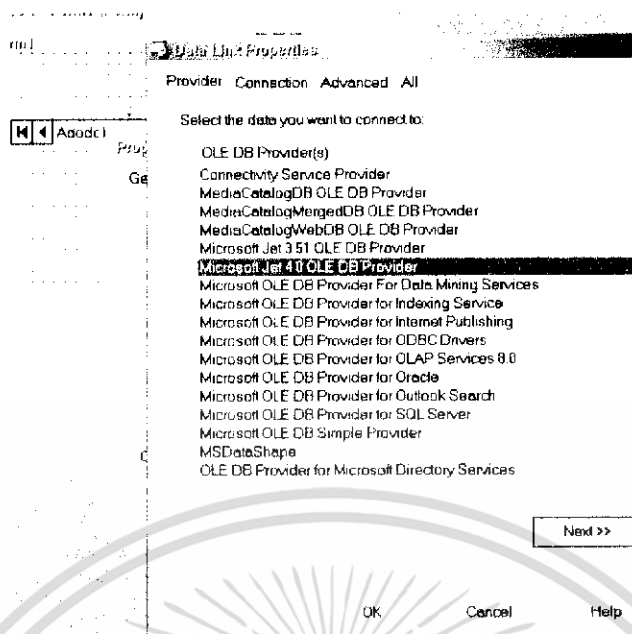 Data Link Properties
Provider Connection Advanced All
Select the data you want to connect to:
Adodc1
OLE DB Provider(s)
Connectivity Service Provider
MediaCatalogDB OLE DB Provider
MediaCatalogMergedDB OLE DB Provider
MediaCatalogWebDB OLE DB Provider
Microsoft Jet 3.51 OLE DB Provider
Microsoft Jet 4.0 OLE DB Provider
Microsoft OLE DB Provider For Data Mining Services
Microsoft OLE DB Provider for Indexing Service
Microsoft OLE DB Provider for Internet Publishing
Microsoft OLE DB Provider for ODBC Drivers
Microsoft OLE DB Provider for OLAP Services 8.0
Microsoft OLE DB Provider for Oracle
Microsoft OLE DB Provider for Outlook Search
Microsoft OLE DB Provider for SQL Server
Microsoft OLE DB Simple Provider
MSDataShape
OLE DB Provider for Microsoft Directory Services
Next >>
OK Cancel Help